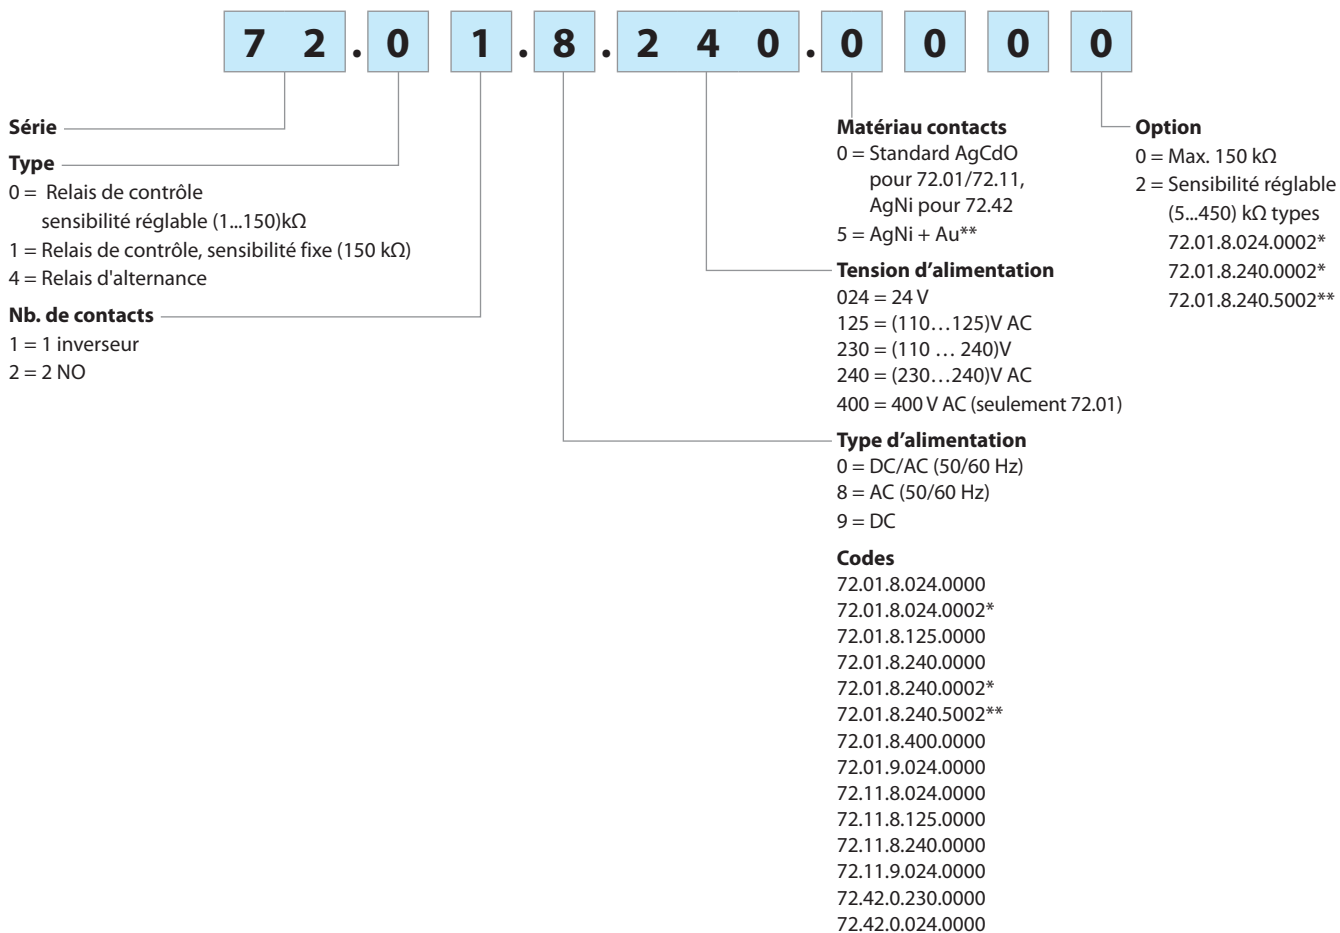 7 2 . 0 1 . 8 . 2 4 0 . 0 0 0 0
Série
Type
0 = Relais de contrôle
sensibilité réglable (1...150)kΩ
1 = Relais de contrôle, sensibilité fixe (150 kΩ)
4 = Relais d'alternance
Nb. de contacts
1 = 1 inverseur
2 = 2 NO
Matériau contacts
0 = Standard AgCdO
pour 72.01/72.11,
AgNi pour 72.42
5 = AgNi + Au**
Tension d’alimentation
024 = 24 V
125 = (110…125)V AC
230 = (110 … 240)V
240 = (230…240)V AC
400 = 400 V AC (seulement 72.01)
Type d’alimentation
0 = DC/AC (50/60 Hz)
8 = AC (50/60 Hz)
9 = DC
Codes
72.01.8.024.0000
72.01.8.024.0002*
72.01.8.125.0000
72.01.8.240.0000
72.01.8.240.0002*
72.01.8.240.5002**
72.01.8.400.0000
72.01.9.024.0000
72.11.8.024.0000
72.11.8.125.0000
72.11.8.240.0000
72.11.9.024.0000
72.42.0.230.0000
72.42.0.024.0000
Option
0 = Max. 150 kΩ
2 = Sensibilité réglable
(5...450) kΩ types
72.01.8.024.0002*
72.01.8.240.0002*
72.01.8.240.5002**